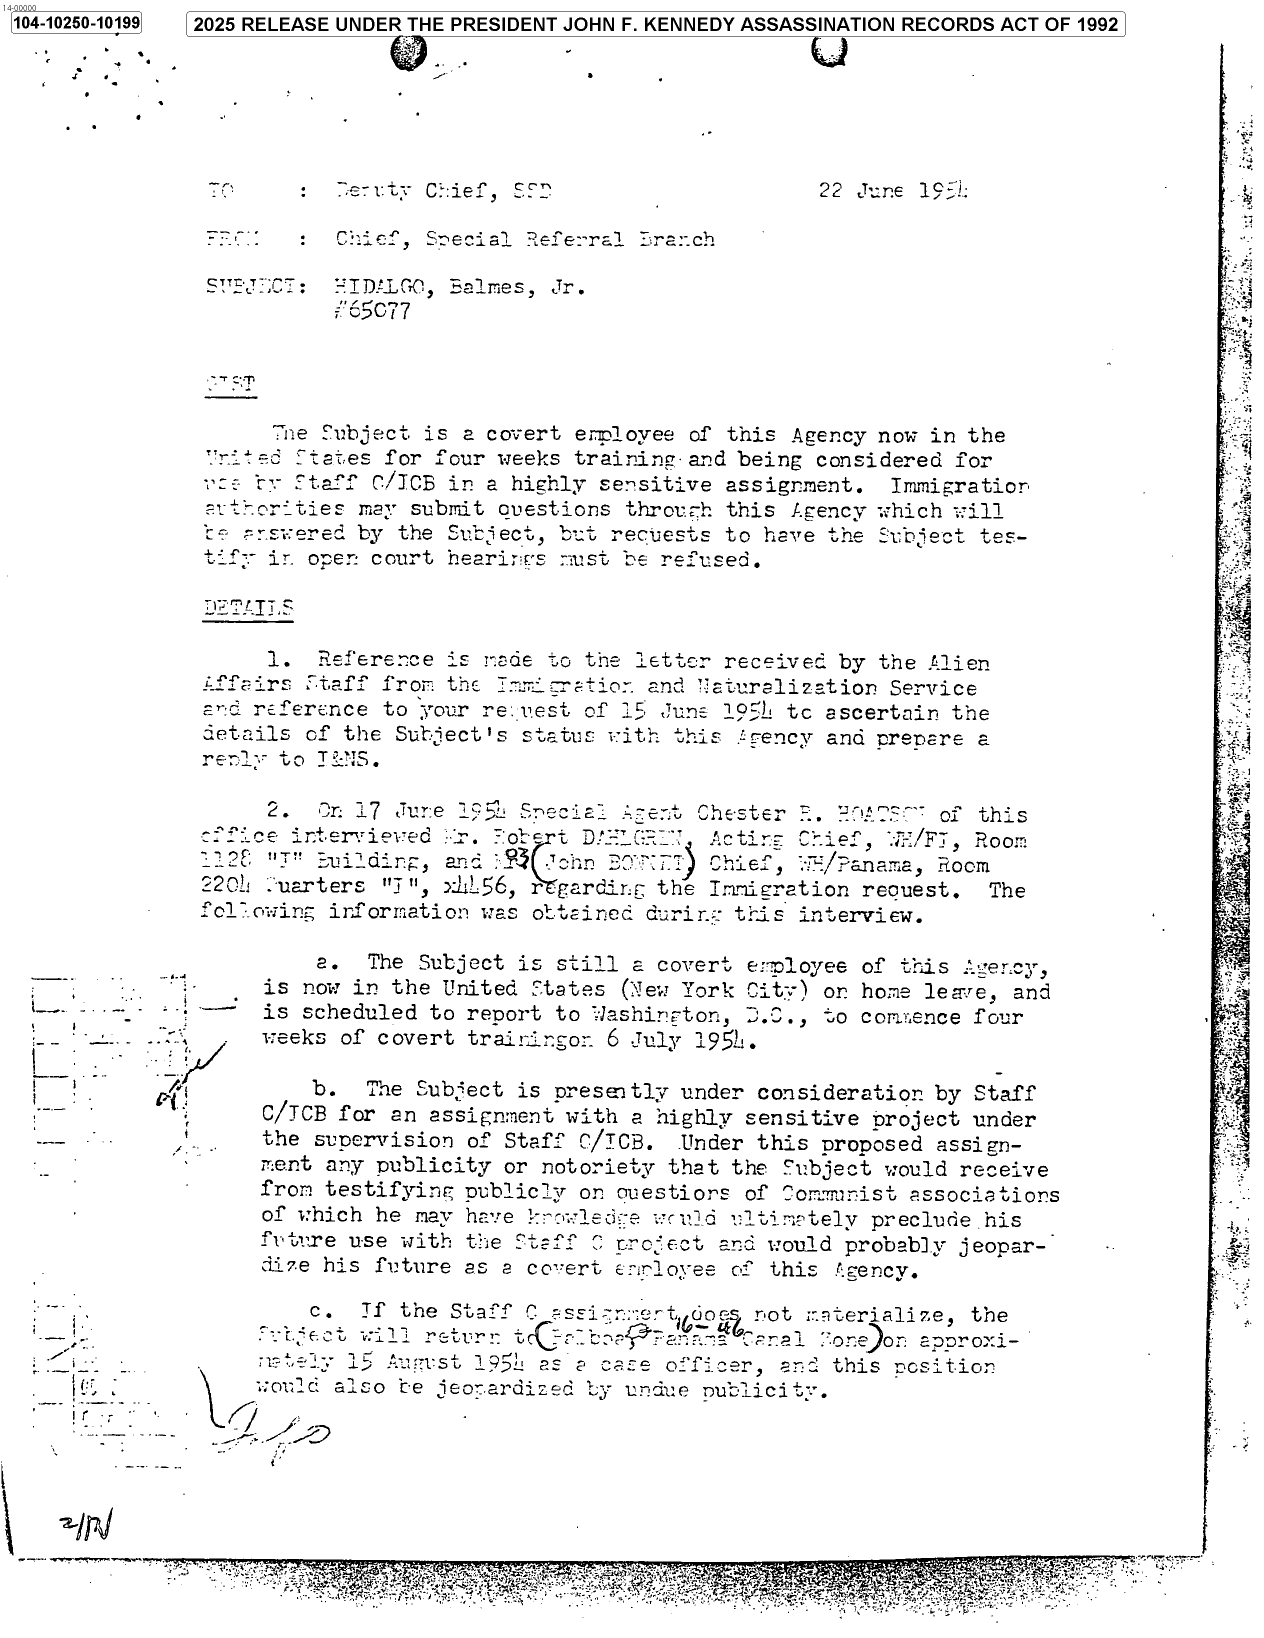 14-00000
104-10250-10199
2025 RELEASE UNDER THE PRESIDENT JOHN F. KENNEDY ASSASSINATION RECORDS ACT OF 1992
TO : Deputy Chief, SSD 22 June 1954
FROM : Chief, Special Referral Branch
SUBJECT: HIDALGO, Balmes, Jr.
#65077
GIST
The Subject is a covert employee of this Agency now in the
United States for four weeks training and being considered for
use by Staff C/ICB in a highly sensitive assignment. Immigration
authorities may submit questions through this Agency which will
be answered by the Subject, but requests to have the Subject tes-
tify in open court hearings must be refused.
DETAILS
1. Reference is made to the letter received by the Alien
Affairs Staff from the Immigration and Naturalization Service
and reference to your request of 15 June 1954 to ascertain the
details of the Subject's status with this Agency and prepare a
reply to I&NS.
2. On 17 June 1954 Special Agent Chester R. of this
office interviewed Mr. Robert DAHLGREN, Acting Chief, WH/FI, Room
1128 "J" Building, and 03 (John) Chief, WH/Panama, Room
2204 Quarters "I", x4456, regarding the Immigration request. The
following information was obtained during this interview.
a. The Subject is still a covert employee of this Agency,
is now in the United States (New York City) on home leave, and
is scheduled to report to Washington, D.C., to commence four
weeks of covert trainingon 6 July 1954.
b. The Subject is presently under consideration by Staff
C/ICB for an assignment with a highly sensitive project under
the supervision of Staff C/ICB. Under this proposed assign-
ment any publicity or notoriety that the Subject would receive
from testifying publicly on questions of Communist associations
of which he may have knowledge would ultimately preclude his
future use with the Staff C project and would probably jeopar-
dize his future as a covert employee of this Agency.
c. If the Staff C assignment does not materialize, the
16-46
Subject will return to (Balboa, Panama Canal Zone) on approxi-
mately 15 August 1954 as a case officer, and this position
would also be jeopardized by undue publicity.
Info